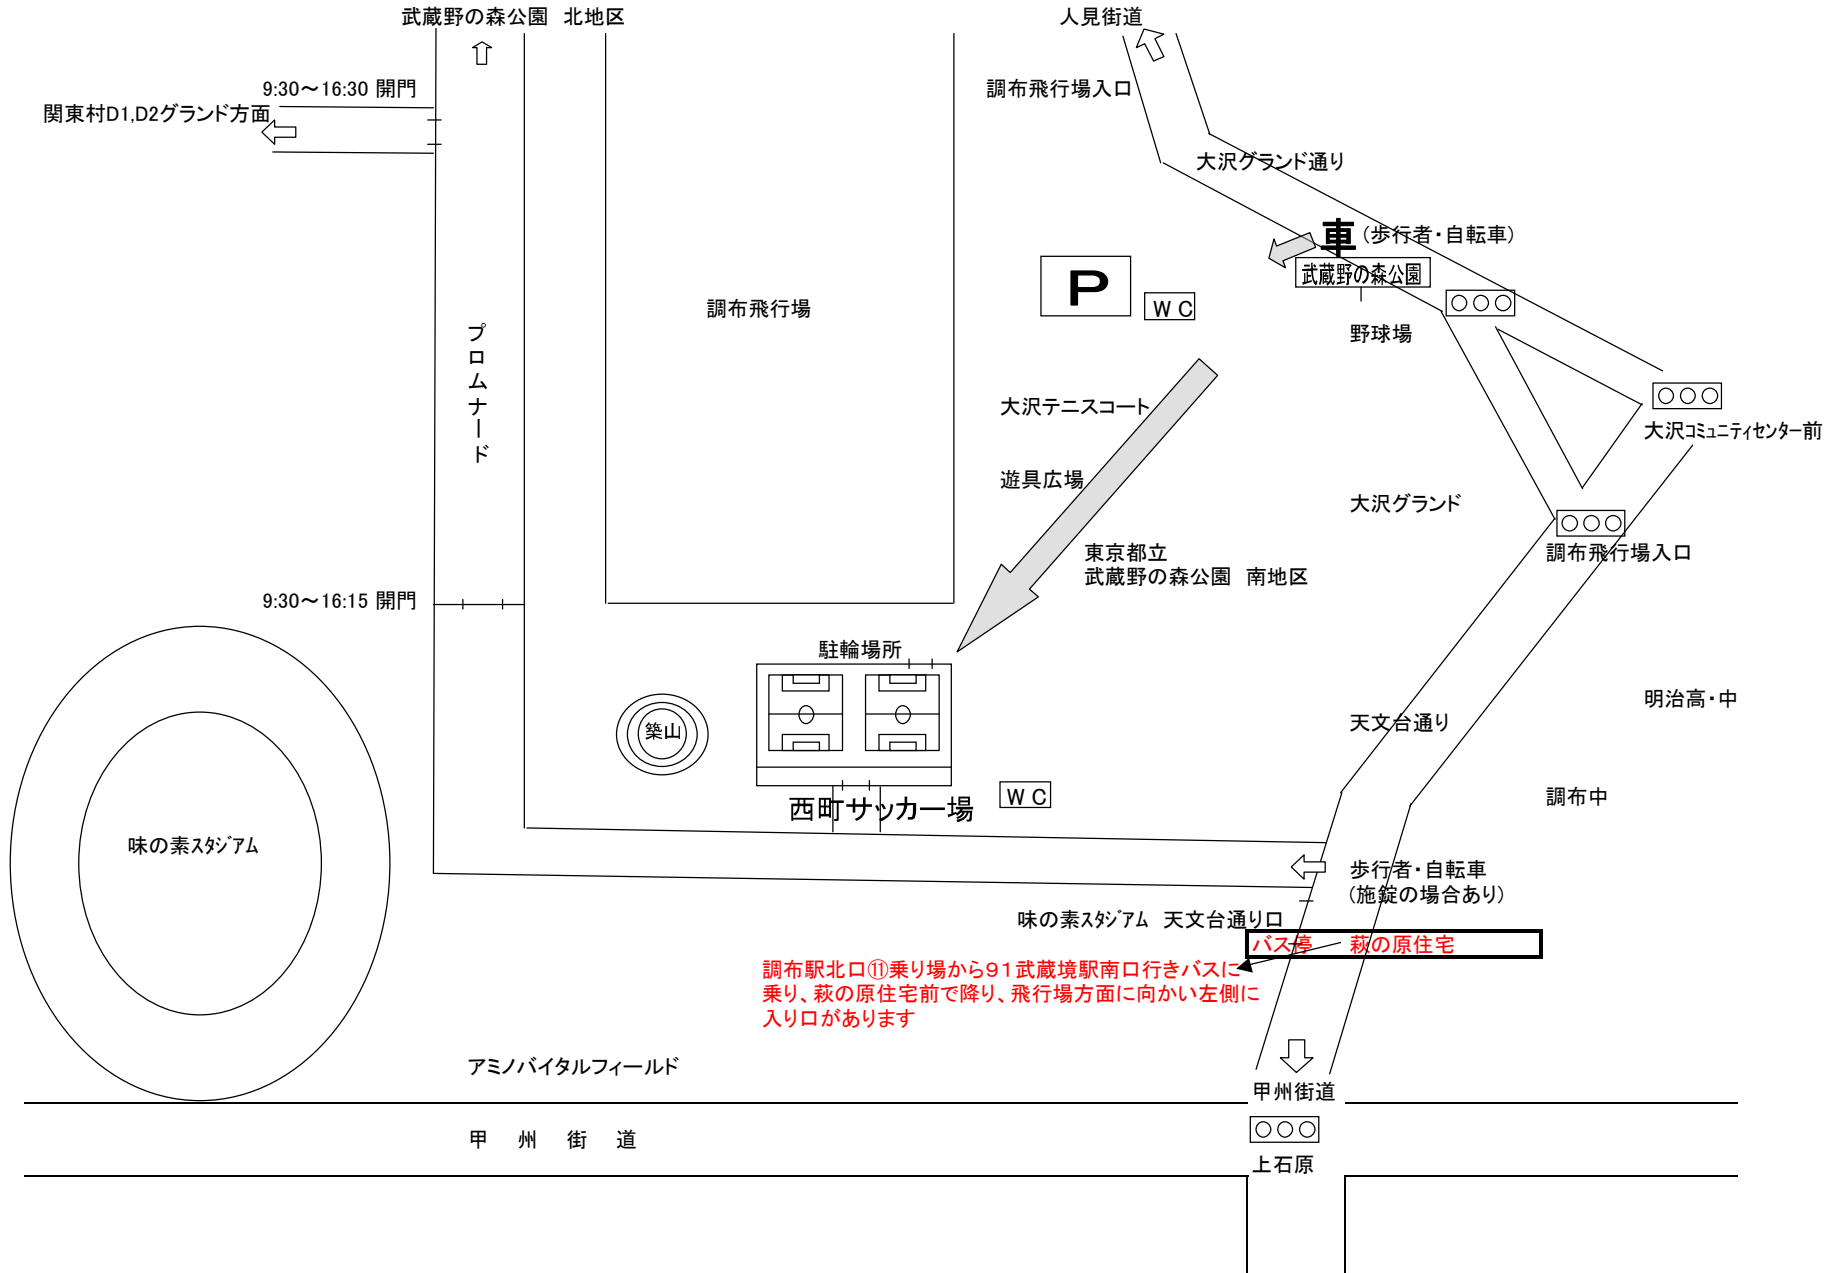 武蔵野の森公園　北地区
人見街道
9:30～16:30 開門
調布飛行場入口
関東村D1,D2グランド方面
大沢グランド通り
車 (歩行者・自転車)
武蔵野の森公園
P
ＷＣ
調布飛行場
野球場
プロムナード
大沢テニスコート
大沢コミュニティセンター前
遊具広場
大沢グランド
東京都立
武蔵野の森公園　南地区
調布飛行場入口
9:30～16:15 開門
駐輪場所
明治高・中
築山
天文台通り
西町サッカー場
ＷＣ
調布中
味の素スタジアム
歩行者・自転車
(施錠の場合あり)
味の素スタジアム　天文台通り口
バス停　萩の原住宅
調布駅北口⑪乗り場から９１武蔵境駅南口行きバスに
乗り、萩の原住宅前で降り、飛行場方面に向かい左側に
入り口があります
アミノバイタルフィールド
甲州街道
甲　州　街　道
上石原